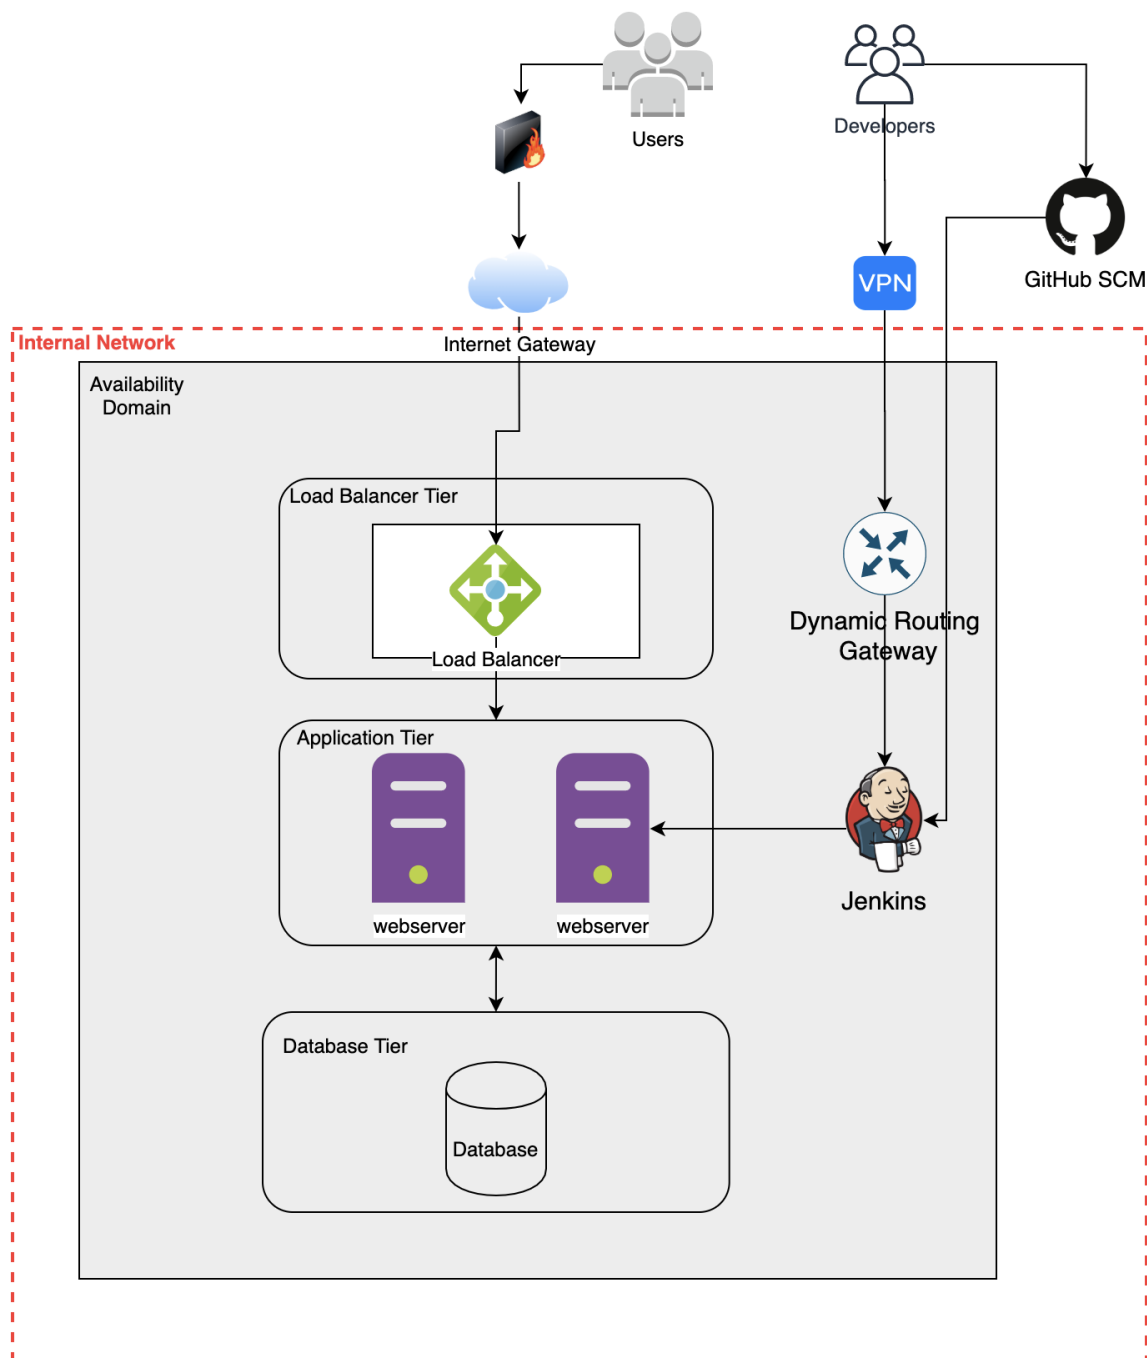 Users
Developers
VPN
GitHub SCM
Internal Network
Internet Gateway
Availability
Domain
Load Balancer Tier
Load Balancer
Dynamic Routing
Gateway
Application Tier
webserver
webserver
Jenkins
Database Tier
Database